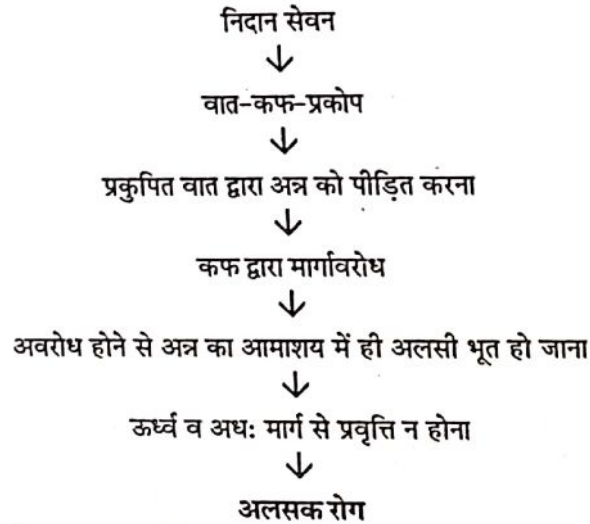 निदान सेवन
↓
वात-कफ-प्रकोप
↓
प्रकुपित वात द्वारा अन्न को पीड़ित करना
↓
कफ द्वारा मार्गावरोध
↓
अवरोध होने से अन्न का आमाशय में ही अलसी भूत हो जाना
↓
ऊर्ध्व व अधः मार्ग से प्रवृत्ति न होना
↓
अलसक रोग